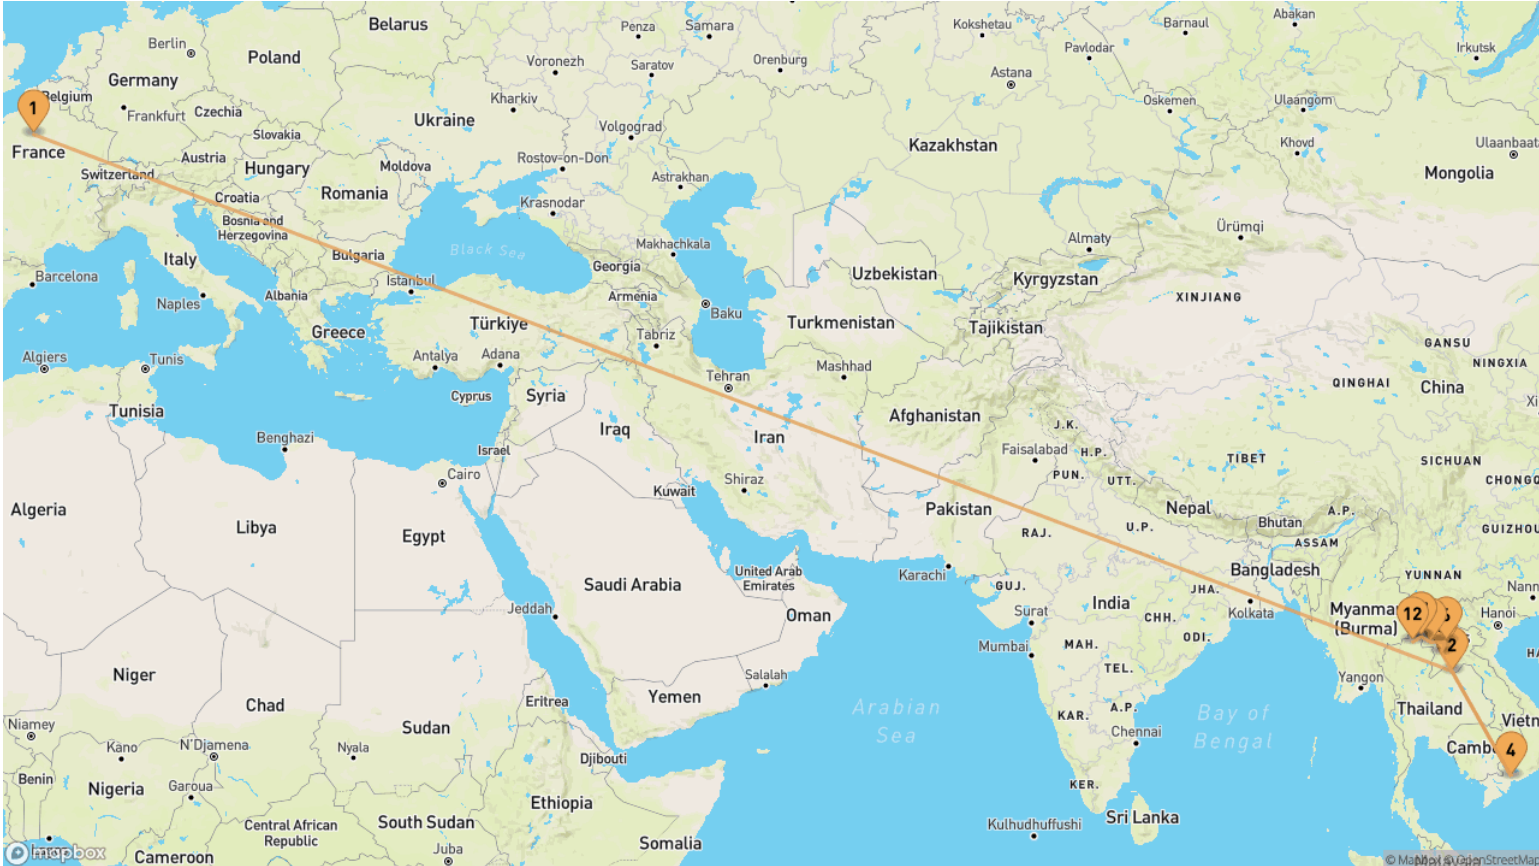 Belarus
Penza
Samara
Kokshetau
Barnaul
Abakan
Berlin
Poland
Voronezh
Saratov
Orenburg
Pavlodar
Irkutsk
Germany
Astana
1
Belgium
Frankfurt
Czechia
Kharkiv
Ukraine
Volgograd
Oskemen
Ulaangom
France
Slovakia
Austria
Hungary
Moldova
Rostov-on-Don
Kazakhstan
Khovd
Ulaanbaata
Switzerland
Croatia
Romania
Astrakhan
Mongolia
Krasnodar
Bosnia and
Herzegovina
Black Sea
Makhachkala
Almaty
Ürümqi
Italy
Bulgaria
Barcelona
Istanbul
Georgia
Uzbekistan
Kyrgyzstan
Naples
Albania
Armenia
Baku
XINJIANG
Greece
Türkiye
Tabriz
Turkmenistan
Tajikistan
Algiers
Tunis
Antalya
Adana
Tehran
Mashhad
GANSU
NINGXIA
QINGHAI
China
Tunisia
Cyprus
Syria
Afghanistan
Xi
Benghazi
Israel
Iraq
Iran
J.K.
Faisalabad
H.P.
TIBET
SICHUAN
Cairo
Shiraz
PUN.
UTT.
CHONGQ
Kuwait
Algeria
Libya
Egypt
Pakistan
Nepal
Bhutan
A.P.
GUIZHOU
RAJ.
U.P.
ASSAM
Karachi
United Arab
Emirates
Bangladesh
YUNNAN
Saudi Arabia
GUJ.
JHA.
Nann
Jeddah
Oman
Surat
India
CHH.
Kolkata
Myanmar
(Burma)
12
6
Hanoi
Mumbai
MAH.
ODI.
2
Niger
Chad
Salalah
TEL.
Yangon
Yemen
Eritrea
Arabian
Sea
KAR.
A.P.
Chennai
Bay of
Bengal
Thailand
Vietn
Niamey
Kano
N'Djamena
Sudan
Nyala
Djibouti
Camb
4
Benin
Nigeria
Garoua
Ethiopia
KER.
Central African
Republic
South Sudan
Kulhudhuffushi
Sri Lanka
Juba
Somalia
mapbox
Cameroon
© Mapbox © OpenStreetMap